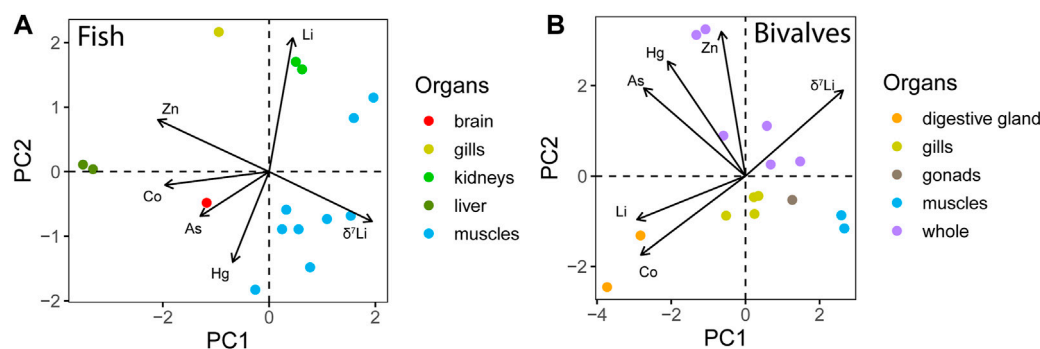 A
Fish
2
1
0
−1
−2
PC2
Li
Zn
Co
As
Hg
δ⁷Li
0
2
PC1
Organs
brain
gills
kidneys
liver
muscles
B
Bivalves
2
0
−2
PC2
Zn
Hg
As
δ⁷Li
Li
Co
−4
−2
0
2
PC1
Organs
digestive gland
gills
gonads
muscles
whole